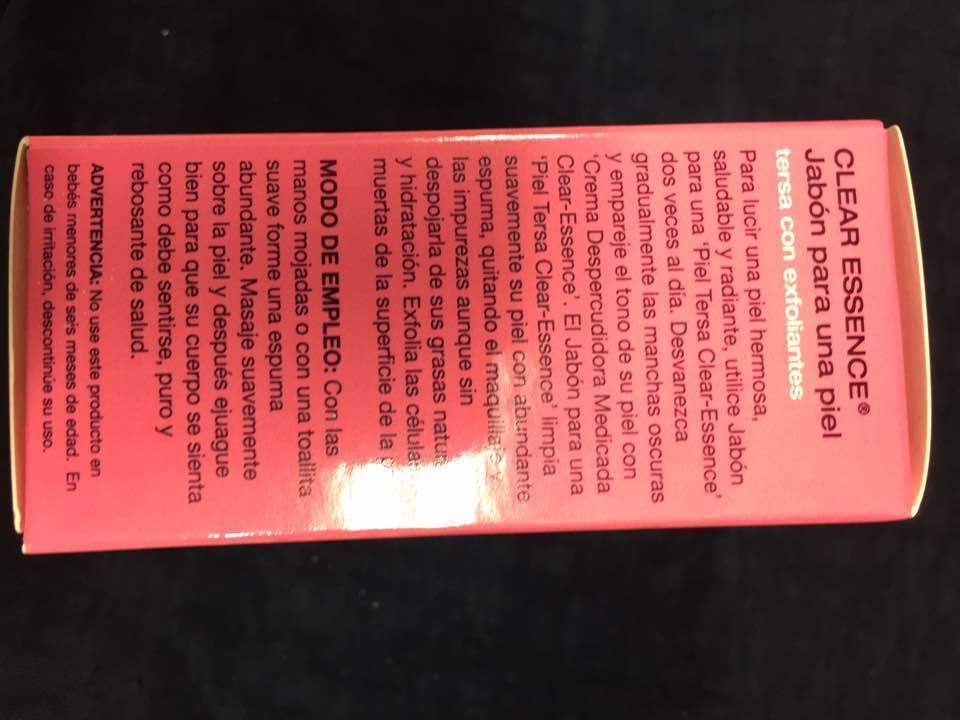 CLEAR ESSENCE®
Jabón para una piel
tersa con exfoliantes
Para lucir una piel hermosa,
saludable y radiante, utilice Jabón
para una 'Piel Tersa Clear-Essence'
dos veces al día. Desvanezca
gradualmente las manchas oscuras
y empareje el tono de su piel con
'Crema Despercudidora Medicada
Clear-Essence'. El Jabón para una
'Piel Tersa Clear-Essence' limpia
suavemente su piel con abundante
espuma, quitando el maquillaje y
las impurezas aunque sin
despojarla de sus grasas
y hidratación. Exfolia las
muertas de la superficie de la
MODO DE EMPLEO: Con las
manos mojadas o con una toallita
suave forme una espuma
abundante. Masaje suavemente
sobre la piel y después ejuague
bien para que su cuerpo se sienta
como debe sentirse, puro y
rebosante de salud.
ADVERTENCIA: No use este producto en
bebés menores de seis meses de edad. En
caso de irritación, descontinúe su uso.